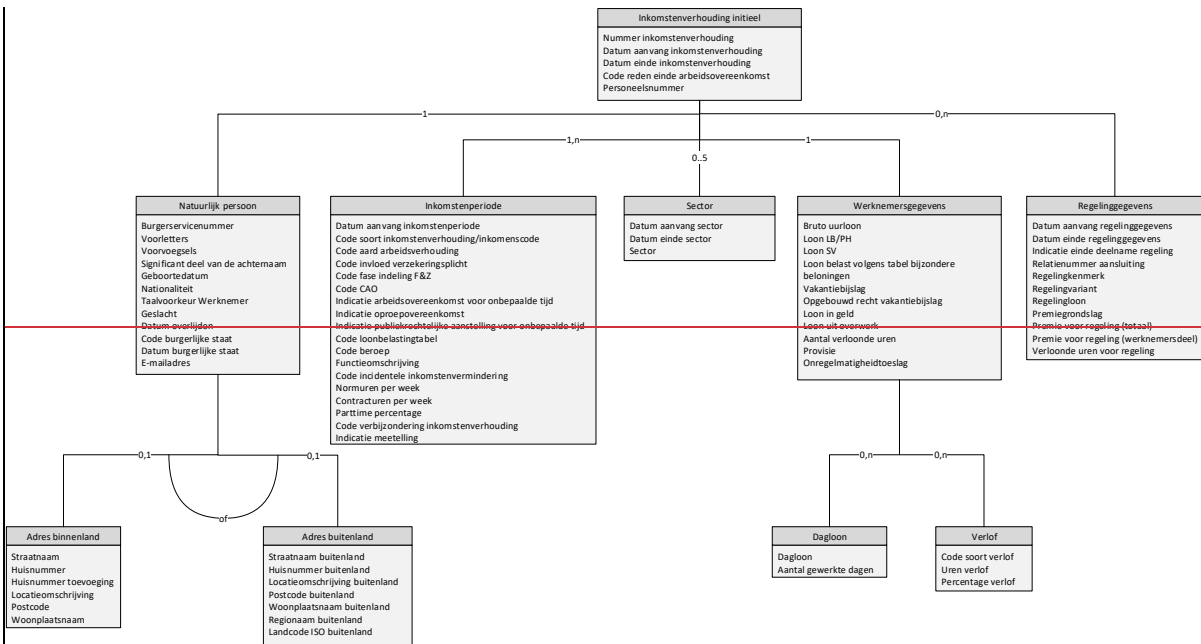 Inkomstenverhouding initieel
Nummer inkomstenverhouding
Datum aanvang inkomstenverhouding
Datum einde inkomstenverhouding
Code reden einde arbeidsovereenkomst
Personeelsnummer
1
1,n
0..5
1
0,n
Natuurlijk persoon
Burgerservicenummer
Voorletters
Voorvoegsels
Significant deel van de achternaam
Geboortedatum
Nationaliteit
Taalvoorkeur Werknemer
Geslacht
Datum overlijden
Code burgerlijke staat
Datum burgerlijke staat
E-mailadres
Inkomstenperiode
Datum aanvang inkomstenperiode
Code soort inkomstenverhouding/inkomenscode
Code aard arbeidsverhouding
Code invloed verzekeringsplicht
Code fase indeling F&Z
Code CAO
Indicatie arbeidsovereenkomst voor onbepaalde tijd
Indicatie oproepovereenkomst
Indicatie publiekrechtelijke aanstelling voor onbepaalde tijd
Code loonbelastingtabel
Code beroep
Functieomschrijving
Code incidentele inkomstenvermindering
Normuren per week
Contracturen per week
Parttime percentage
Code verbijzondering inkomstenverhouding
Indicatie meetelling
Sector
Datum aanvang sector
Datum einde sector
Sector
Werknemersgegevens
Bruto uurloon
Loon LB/PH
Loon SV
Loon belast volgens tabel bijzondere
beloningen
Vakantiebijslag
Opgebouwd recht vakantiebijslag
Loon in geld
Loon uit overwerk
Aantal verloonde uren
Provisie
Onregelmatigheidtoeslag
Regelinggegevens
Datum aanvang regelinggegevens
Datum einde regelinggegevens
Indicatie einde deelname regeling
Relatienummer aansluiting
Regelingkenmerk
Regelingvariant
Regelingloon
Premiegrondslag
Premie voor regeling (totaal)
Premie voor regeling (werknemersdeel)
Verloonde uren voor regeling
0,1
0,1
of
0,n
0,n
Adres binnenland
Straatnaam
Huisnummer
Huisnummer toevoeging
Locatieomschrijving
Postcode
Woonplaatsnaam
Adres buitenland
Straatnaam buitenland
Huisnummer buitenland
Locatieomschrijving buitenland
Postcode buitenland
Woonplaatsnaam buitenland
Regionaam buitenland
Landcode ISO buitenland
Dagloon
Dagloon
Aantal gewerkte dagen
Verlof
Code soort verlof
Uren verlof
Percentage verlof